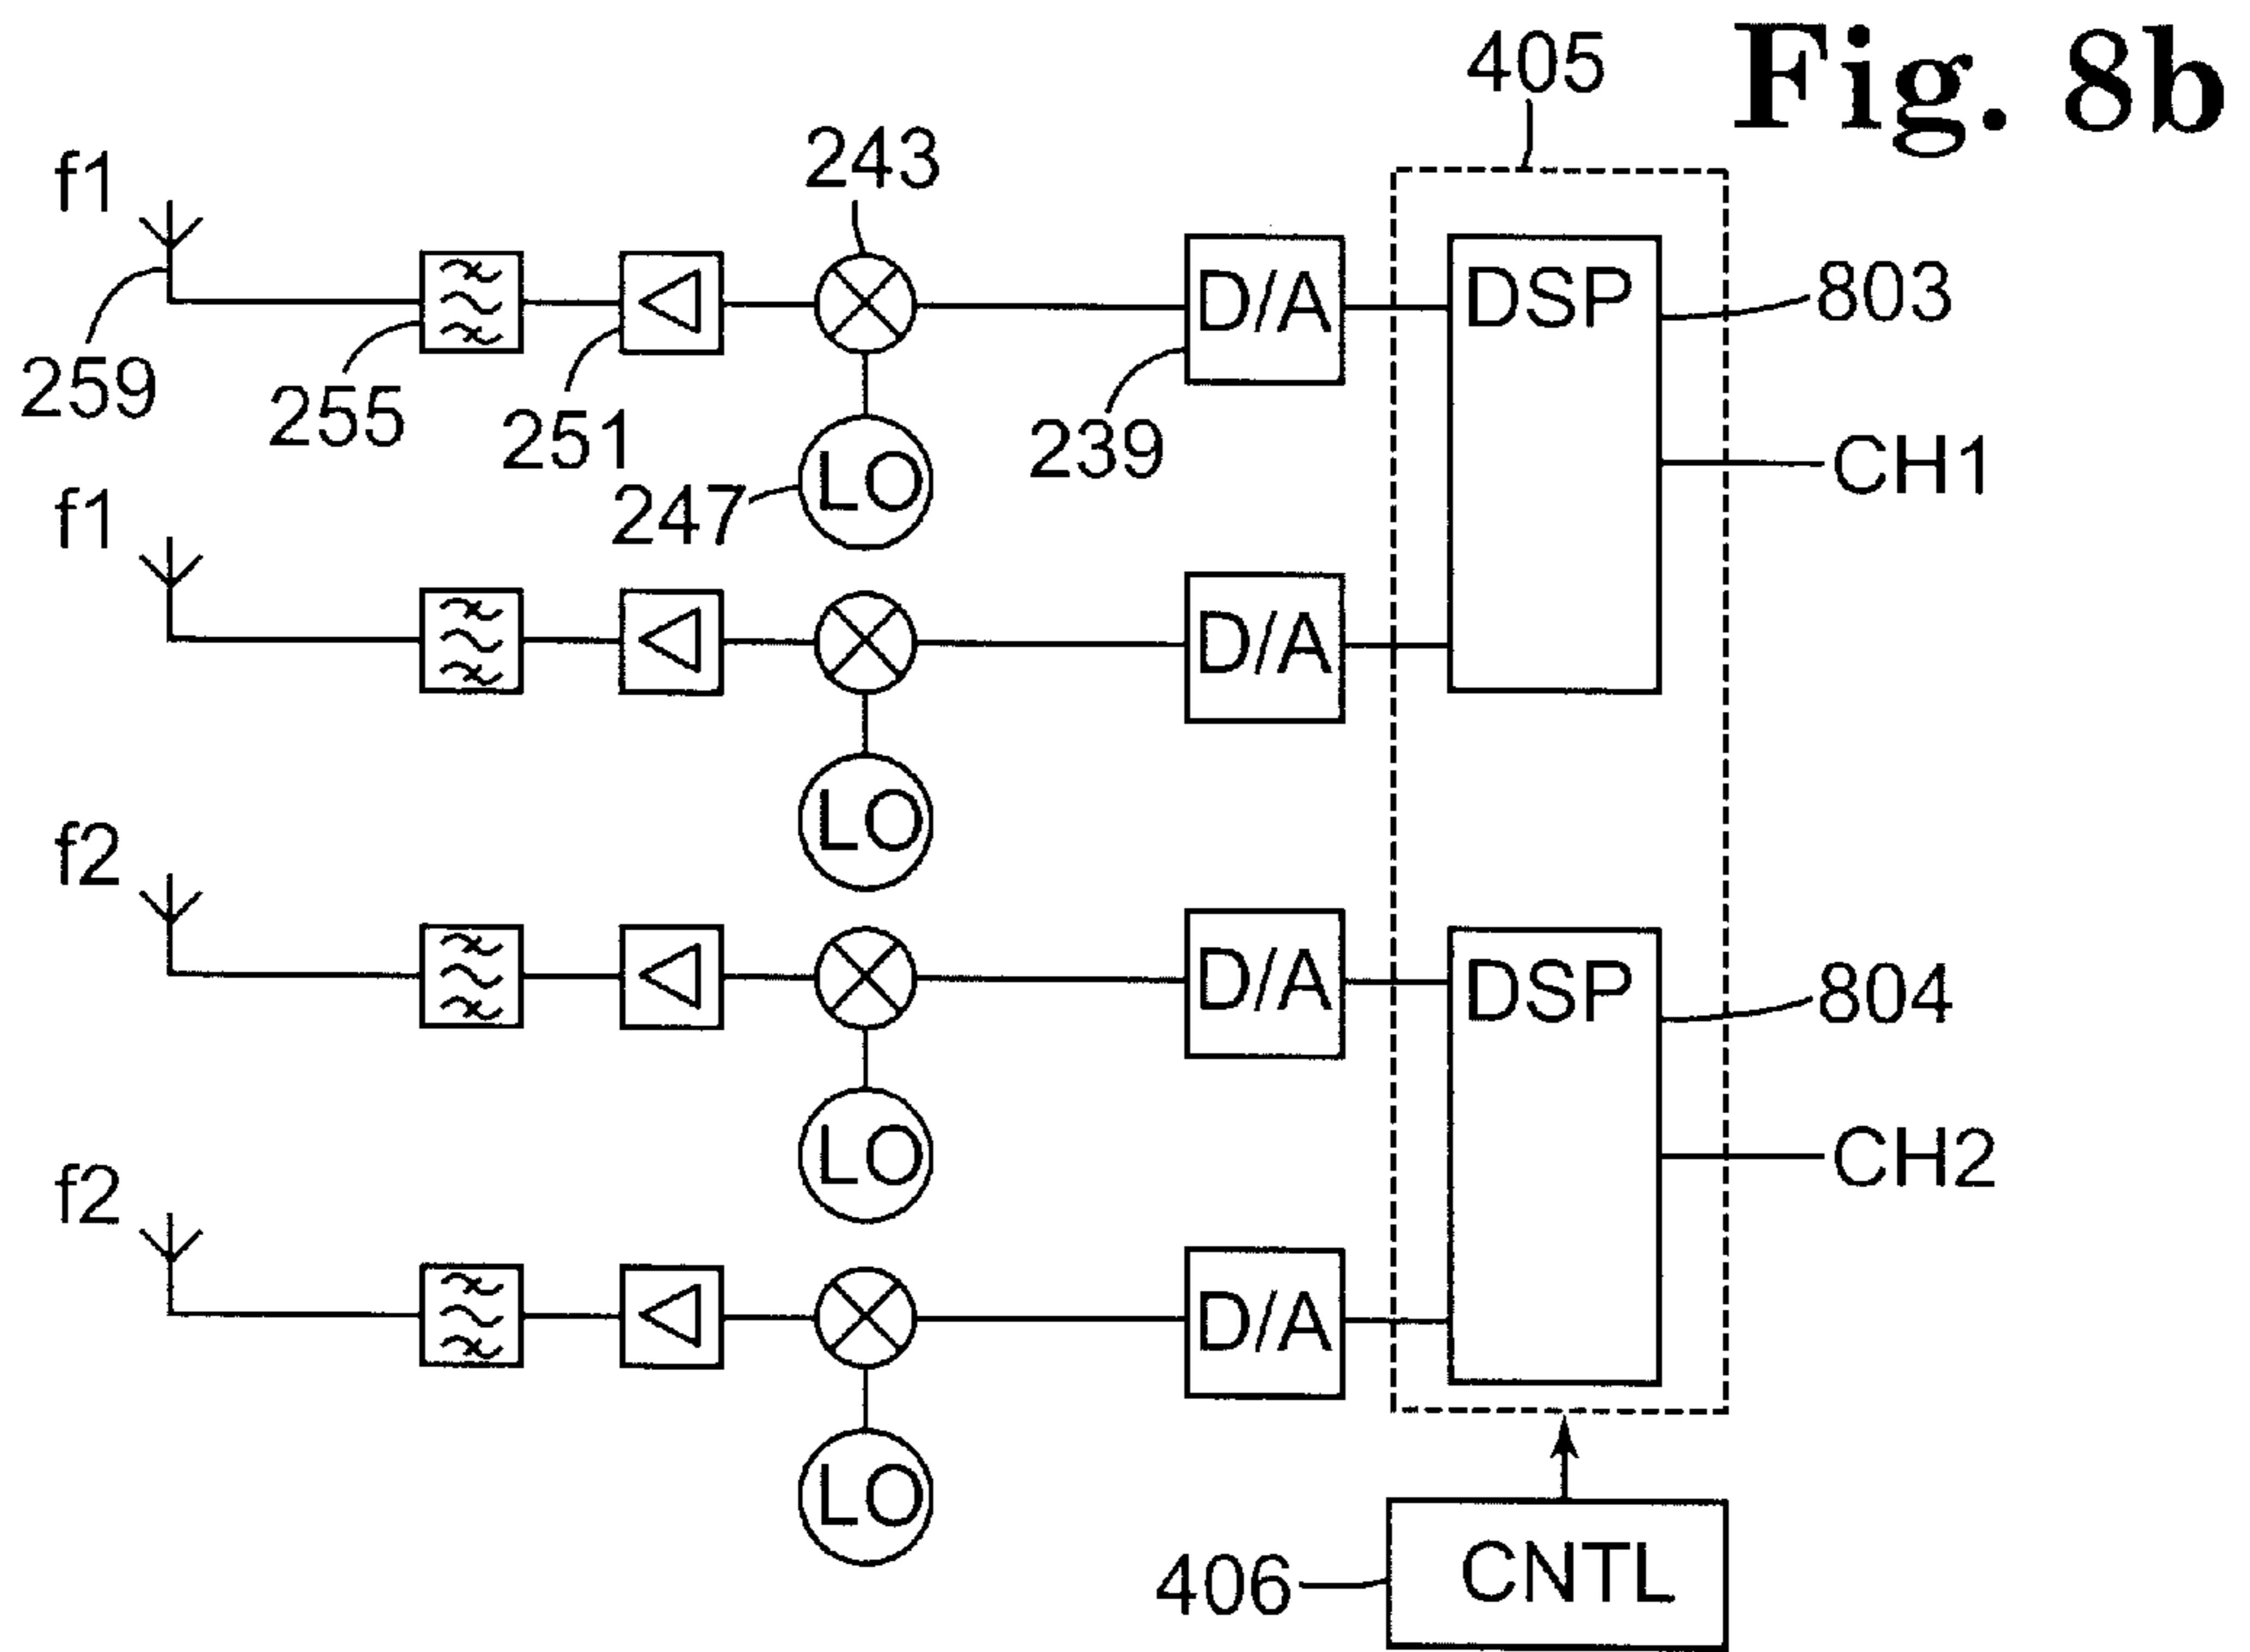 Fig. 8b
405
f1
243
D/A
DSP
803
259
255
251
239
CH1
LO
247
f1
D/A
LO
f2
D/A
DSP
804
LO
CH2
f2
D/A
LO
406
CNTL